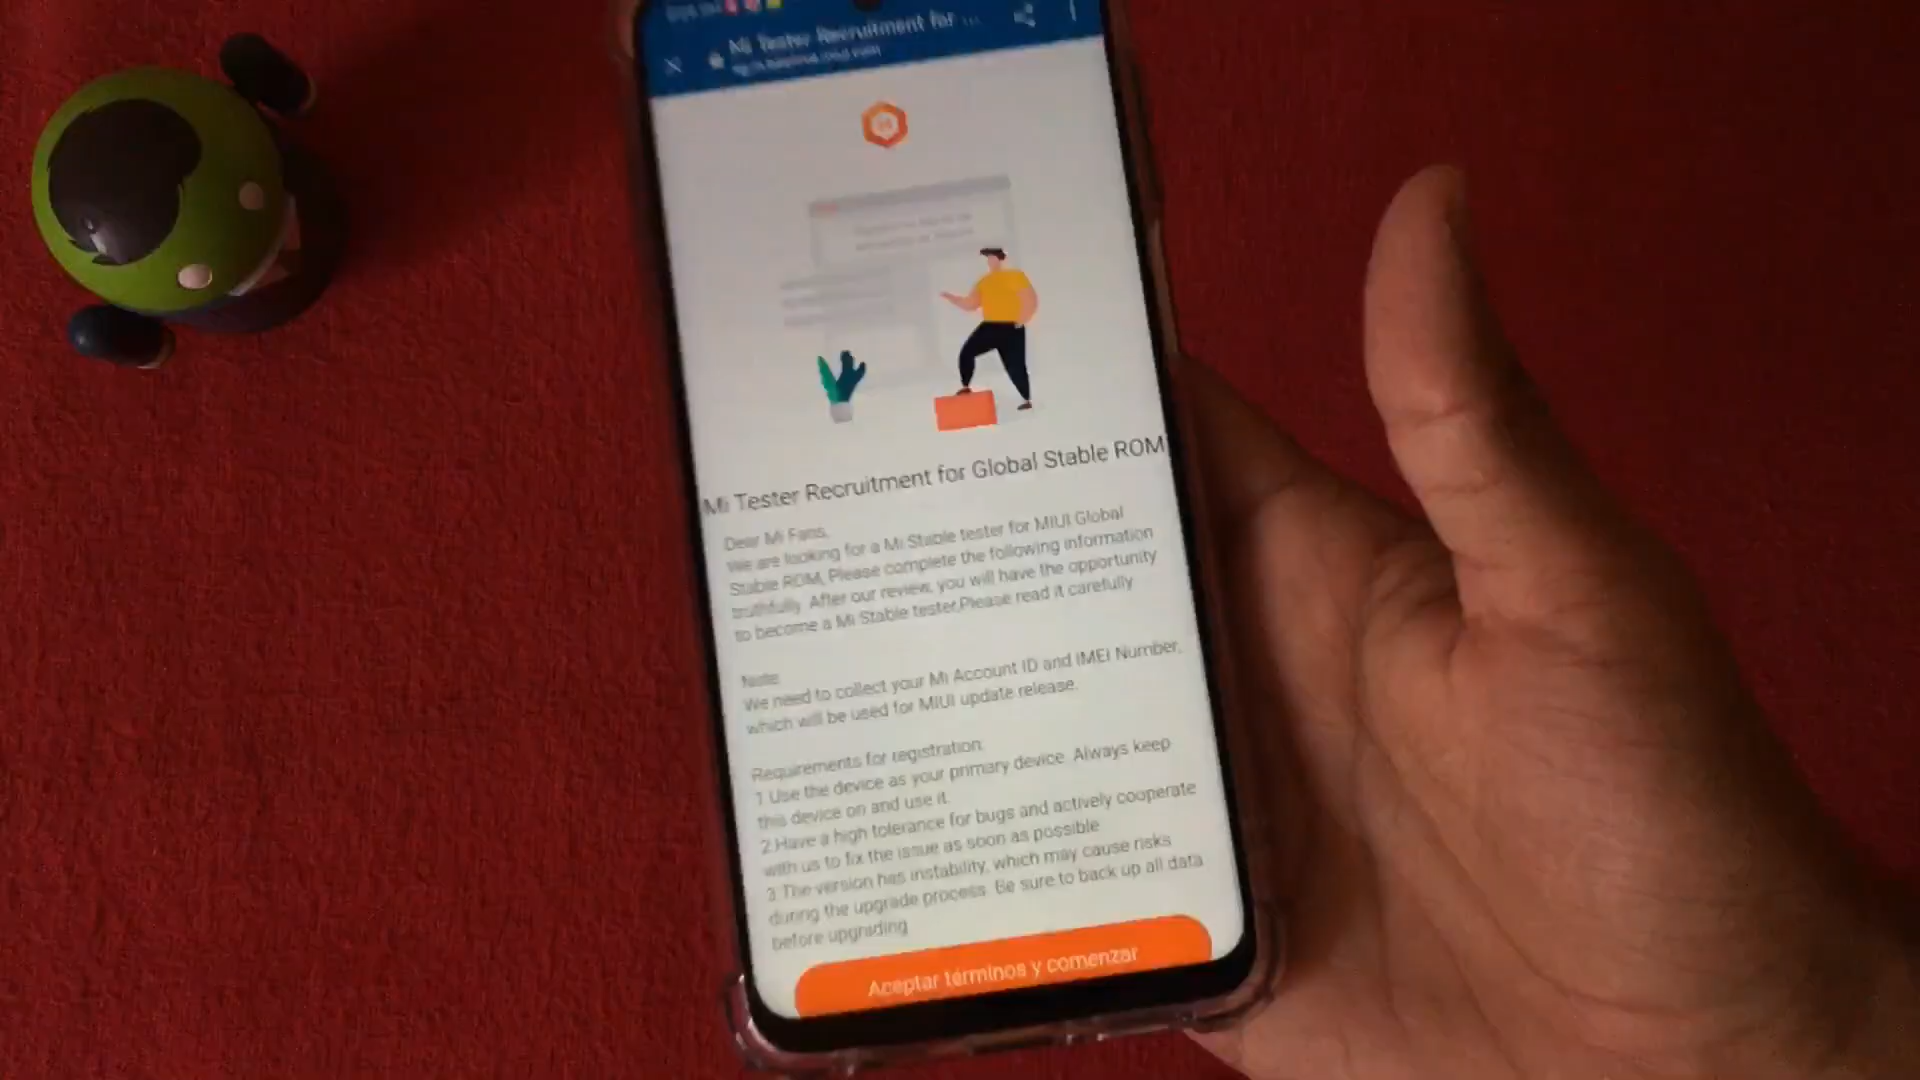 Mi Tester Recruitment for ...
Mi Tester Recruitment for Global Stable ROM
Dear Mi Fans,
We are looking for a Mi Stable tester for MIUI Global
Stable ROM, Please complete the following information
truthfully. After our review, you will have the opportunity
to become a Mi Stable tester,Please read it carefully
Note:
We need to collect your Mi Account ID and IMEI Number,
which will be used for MIUI update release.
Requirements for registration:
1.Use the device as your primary device. Always keep
this device on and use it.
2.Have a high tolerance for bugs and actively cooperate
with us to fix the issue as soon as possible
3.The version has instability, which may cause risks
during the upgrade process. Be sure to back up all data
before upgrading
Aceptar términos y comenzar